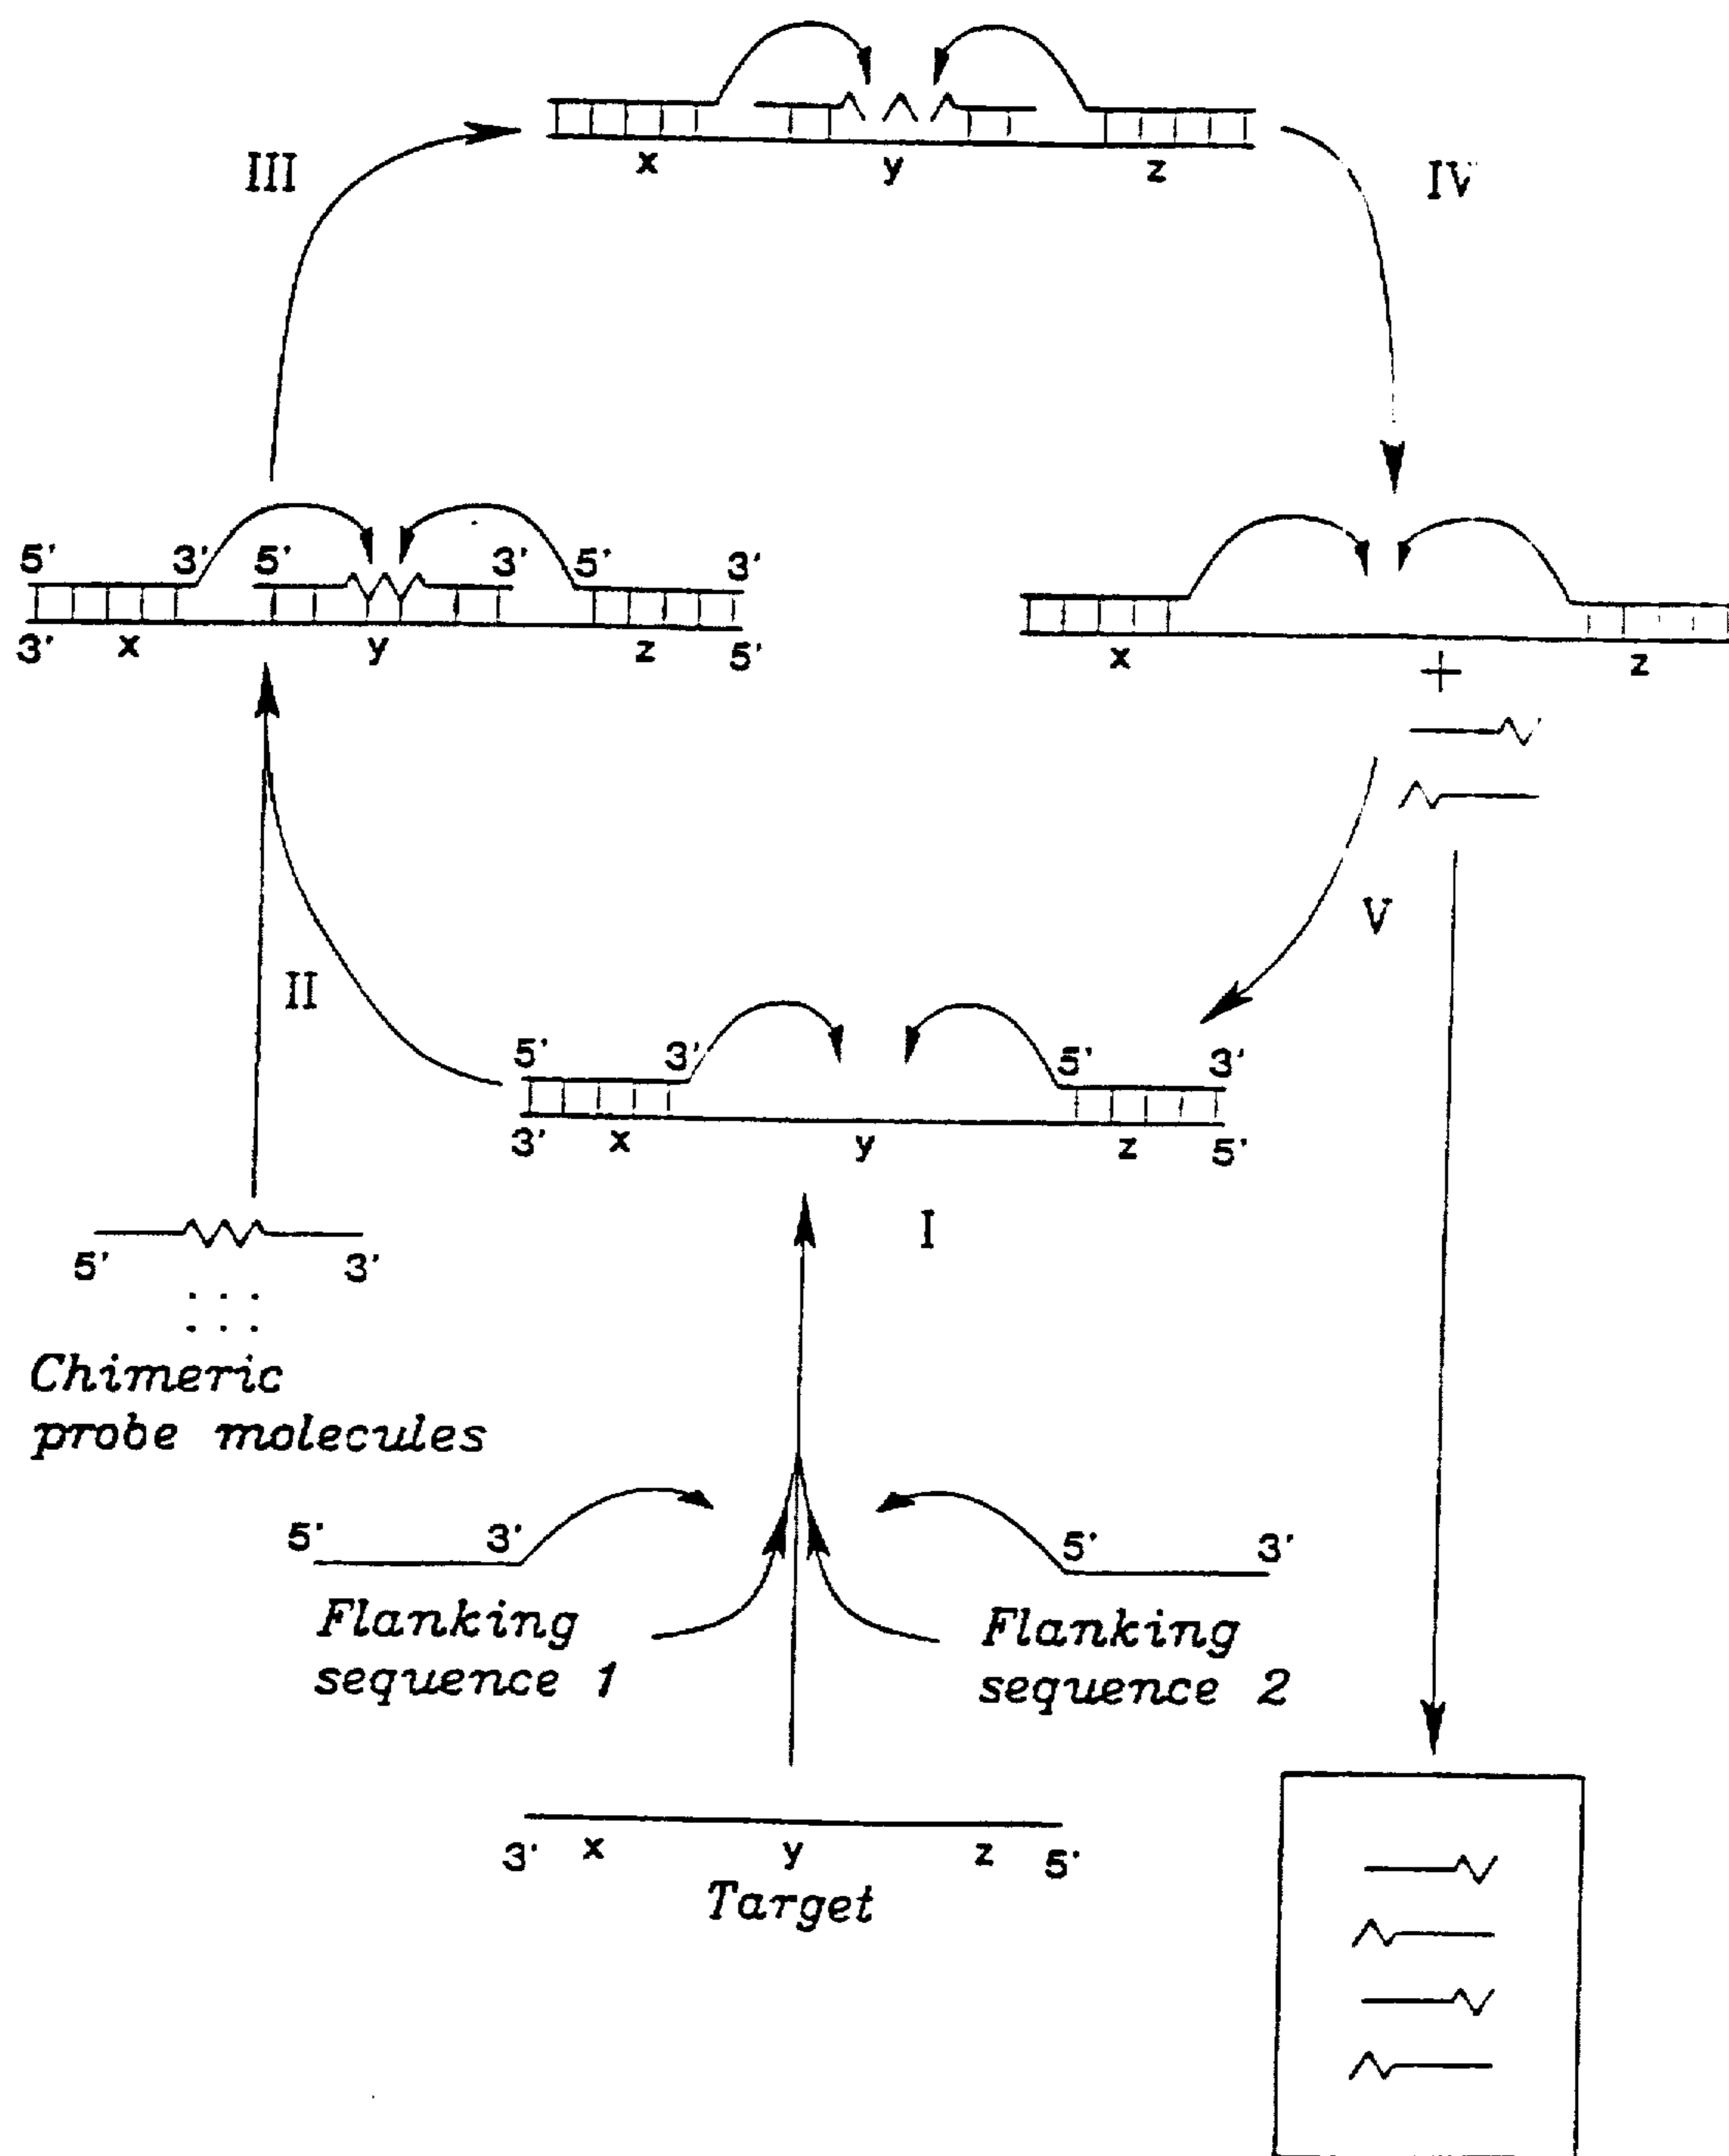 x y z
III
IV
5' 3' 5' 3' 5' 3'
3' x y z 5'
x z
+
V
II
5' 3' 5' 3'
3' x y z 5'
I
5' 3'
Chimeric
probe molecules
5' 3' 5' 3'
Flanking
sequence 1
Flanking
sequence 2
3' x y z 5'
Target